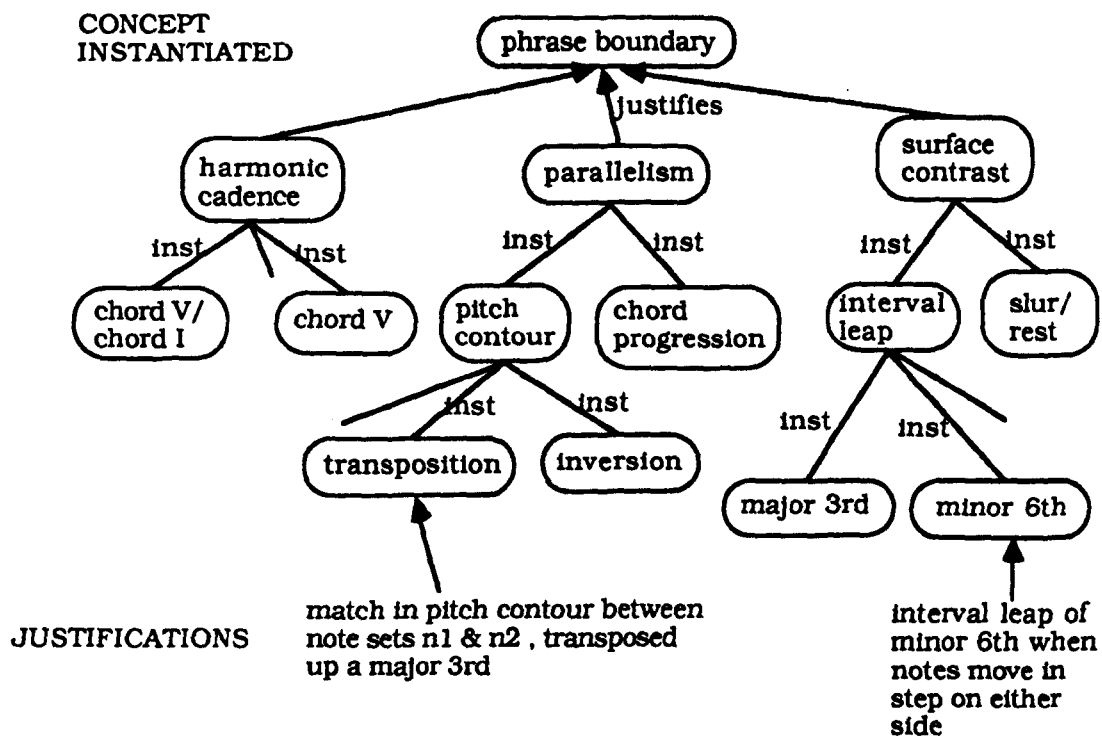 CONCEPT
INSTANTIATED
phrase boundary
justifies
harmonic
cadence
parallelism
surface
contrast
inst
inst
inst
inst
inst
inst
chord V/
chord I
chord V
pitch
contour
chord
progression
interval
leap
slur/
rest
inst
inst
inst
inst
transposition
inversion
major 3rd
minor 6th
JUSTIFICATIONS
match in pitch contour between
note sets n1 & n2 , transposed
up a major 3rd
interval leap of
minor 6th when
notes move in
step on either
side